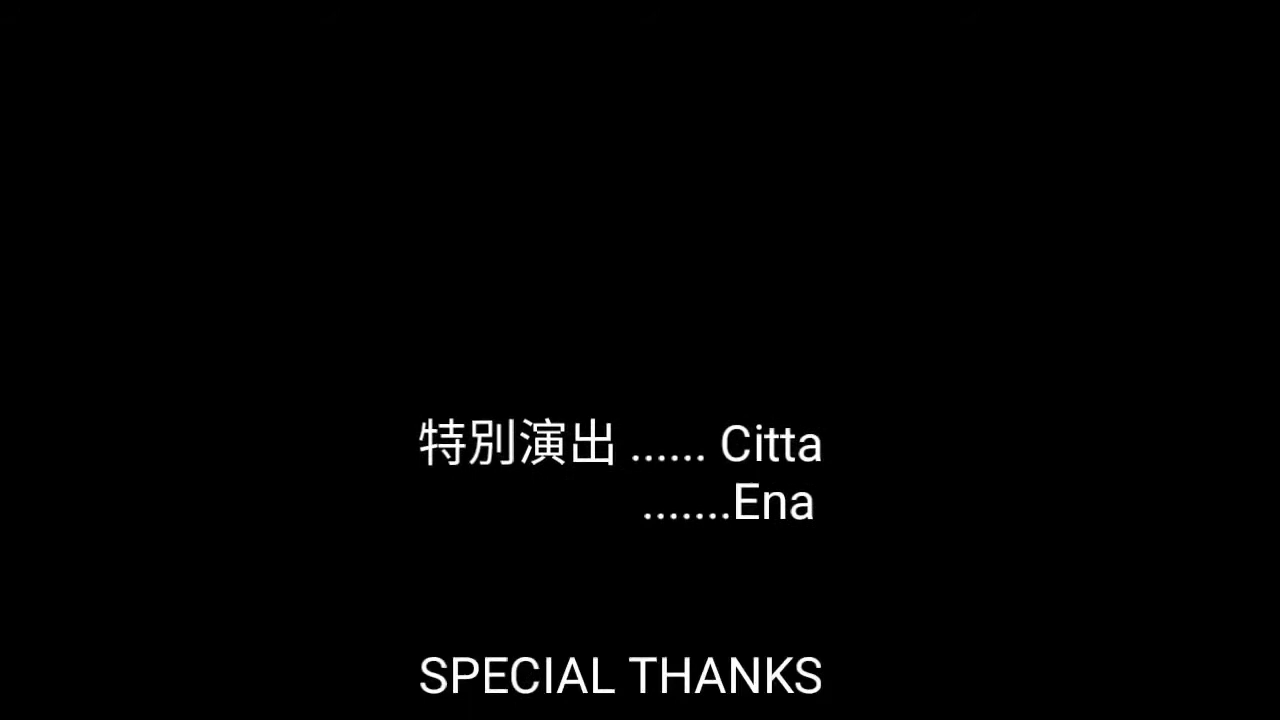 特別演出 ...... Citta
.......Ena
SPECIAL THANKS